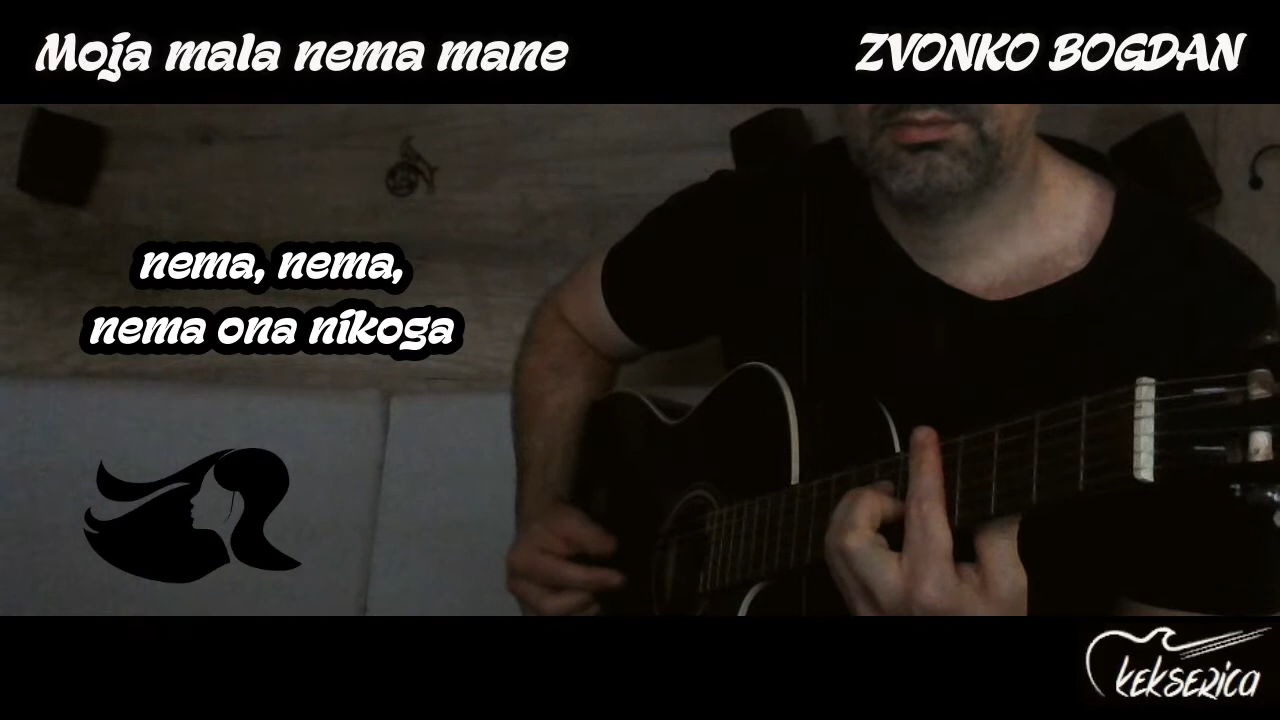 Moja mala nema mane
ZVONKO BOGDAN
nema, nema,
nema ona nikoga
KEKSERICA